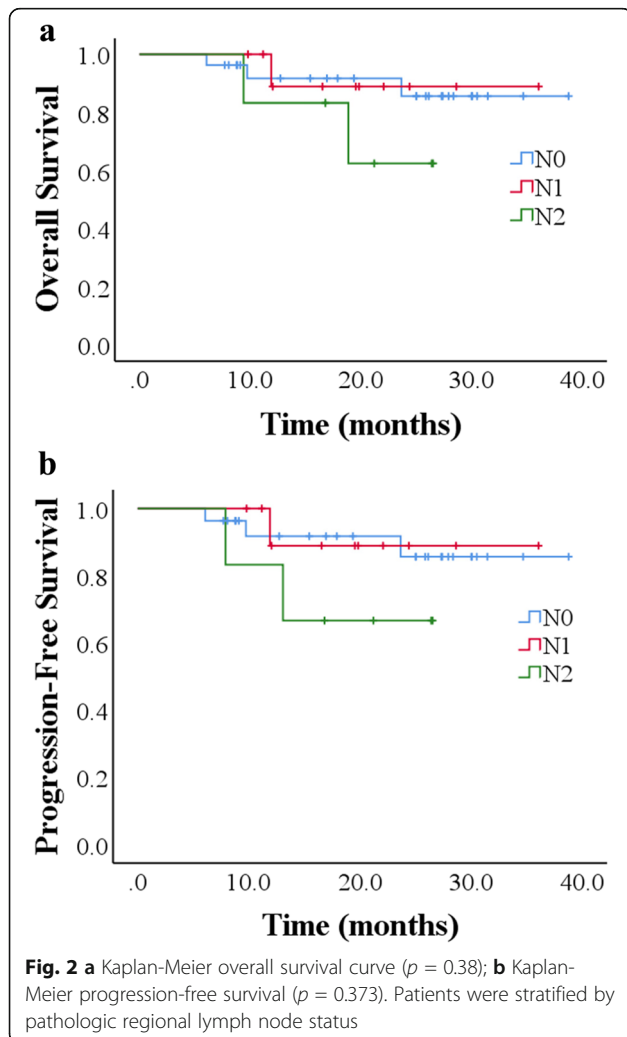 a
1.0
0.8
0.6
0.4
0.2
0.0
Overall Survival
N0
N1
N2
.0 10.0 20.0 30.0 40.0
Time (months)
b
1.0
0.8
0.6
0.4
0.2
0.0
Progression-Free Survival
N0
N1
N2
.0 10.0 20.0 30.0 40.0
Time (months)
Fig. 2 a Kaplan-Meier overall survival curve (p = 0.38); b Kaplan-
Meier progression-free survival (p = 0.373). Patients were stratified by
pathologic regional lymph node status